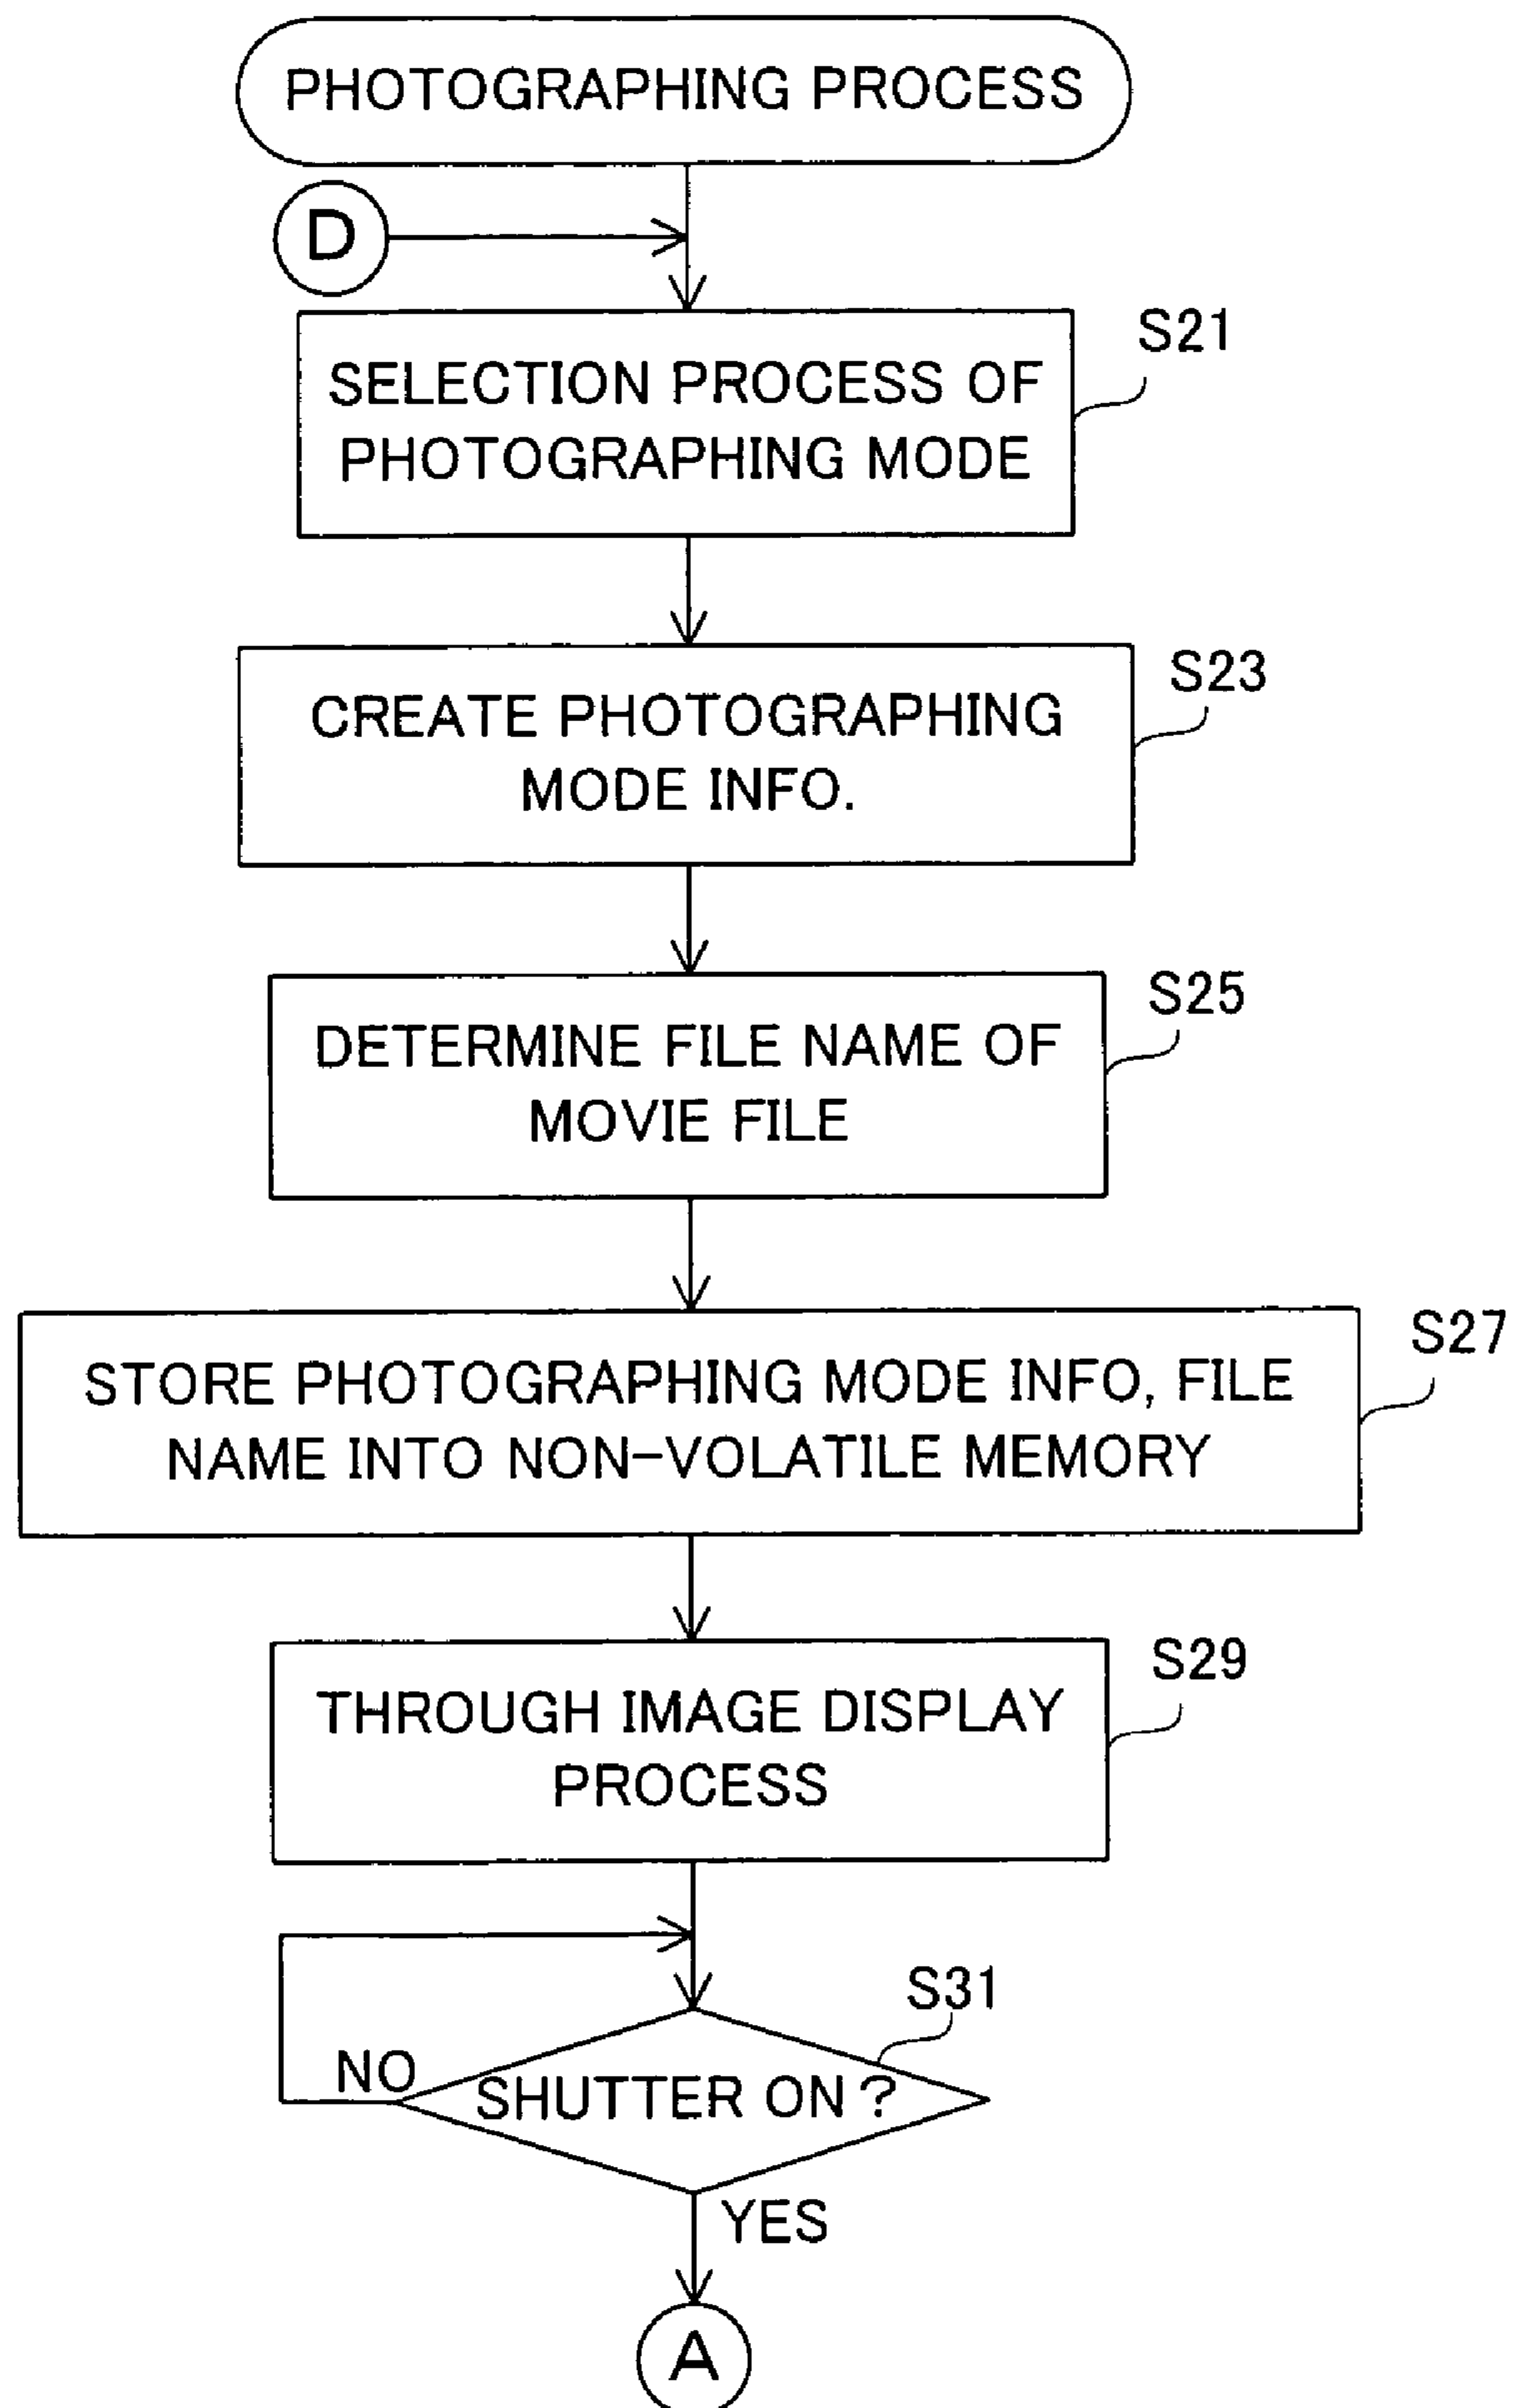 PHOTOGRAPHING PROCESS
D
S21
SELECTION PROCESS OF
PHOTOGRAPHING MODE
S23
CREATE PHOTOGRAPHING
MODE INFO.
S25
DETERMINE FILE NAME OF
MOVIE FILE
S27
STORE PHOTOGRAPHING MODE INFO, FILE
NAME INTO NON-VOLATILE MEMORY
S29
THROUGH IMAGE DISPLAY
PROCESS
S31
NO
SHUTTER ON?
YES
A